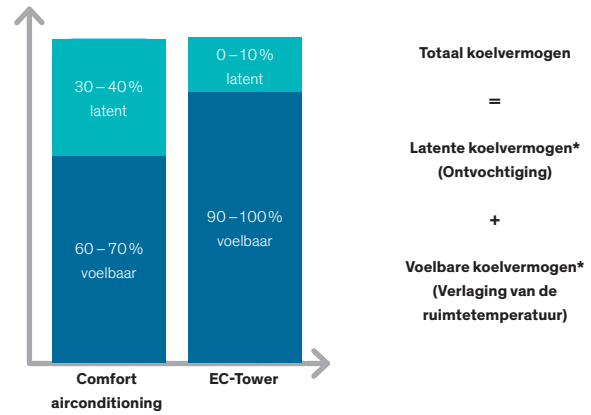 30 – 40 %
latent
60 – 70 %
voelbaar
Comfort
airconditioning
0 – 10 %
latent
90 – 100 %
voelbaar
EC-Tower
Totaal koelvermogen
=
Latente koelvermogen*
(Ontvochtiging)
+
Voelbare koelvermogen*
(Verlaging van de
ruimtetemperatuur)